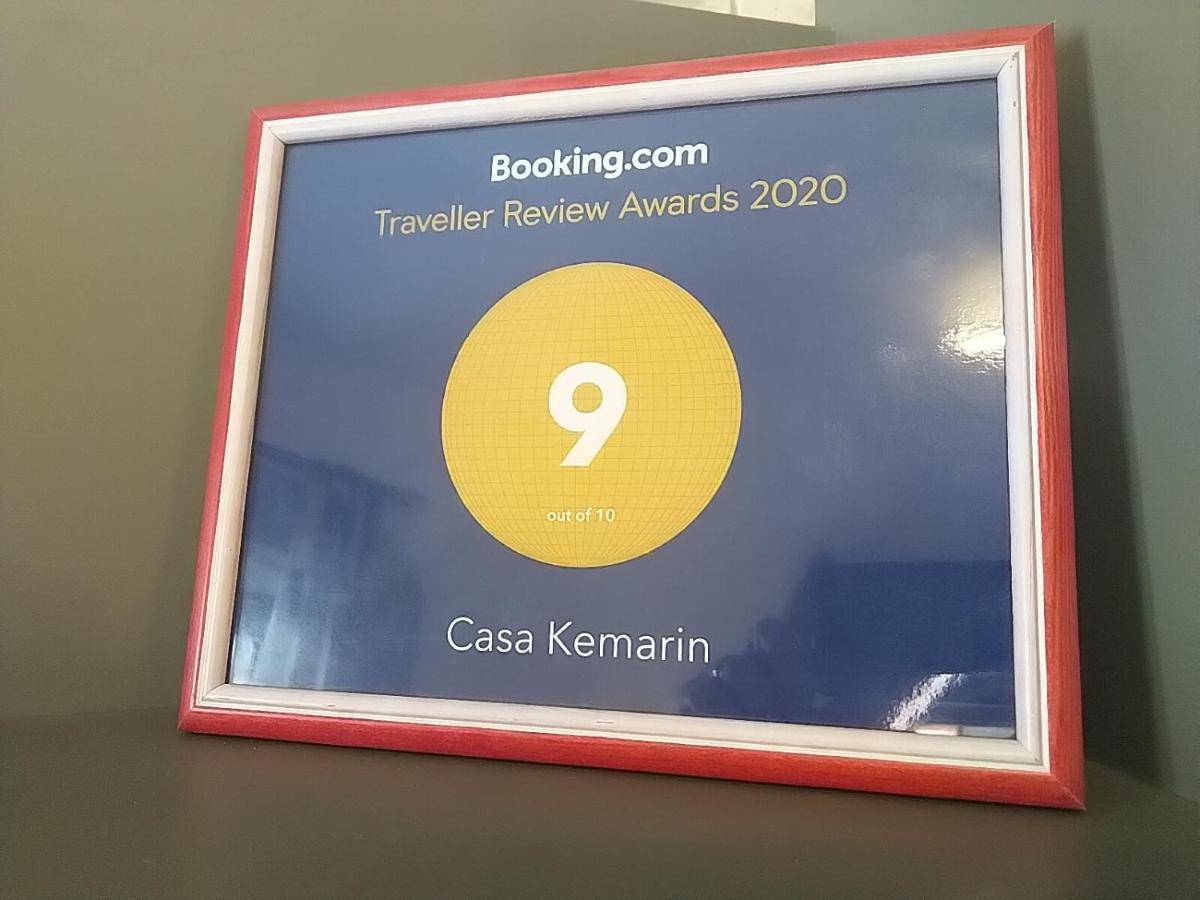 Booking.com
Traveller Review Awards 2020
9
out of 10
Casa Kemarin